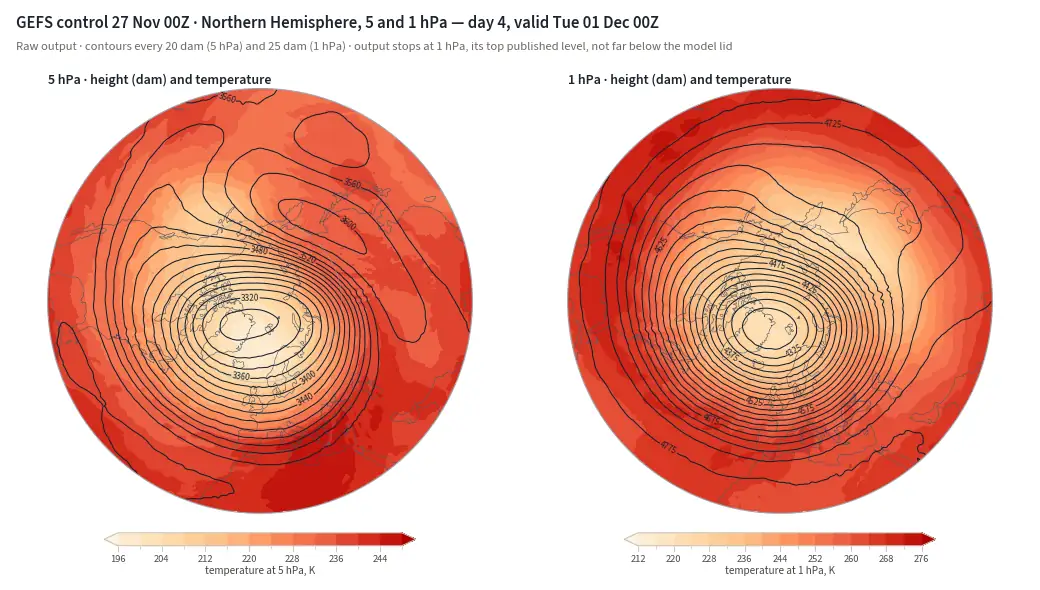 GEFS control 27 Nov 00Z · Northern Hemisphere, 5 and 1 hPa — day 4, valid Tue 01 Dec 00Z
Raw output · contours every 20 dam (5 hPa) and 25 dam (1 hPa) · output stops at 1 hPa, its top published level, not far below the model lid
5 hPa · height (dam) and temperature
1 hPa · height (dam) and temperature
3560
3560
3600
3480
3520
3320
3360
3400
3440
4725
4625
4475
4425
4375
4325
4525
4575
4675
4775
196 204 212 220 228 236 244
temperature at 5 hPa, K
212 220 228 236 244 252 260 268 276
temperature at 1 hPa, K